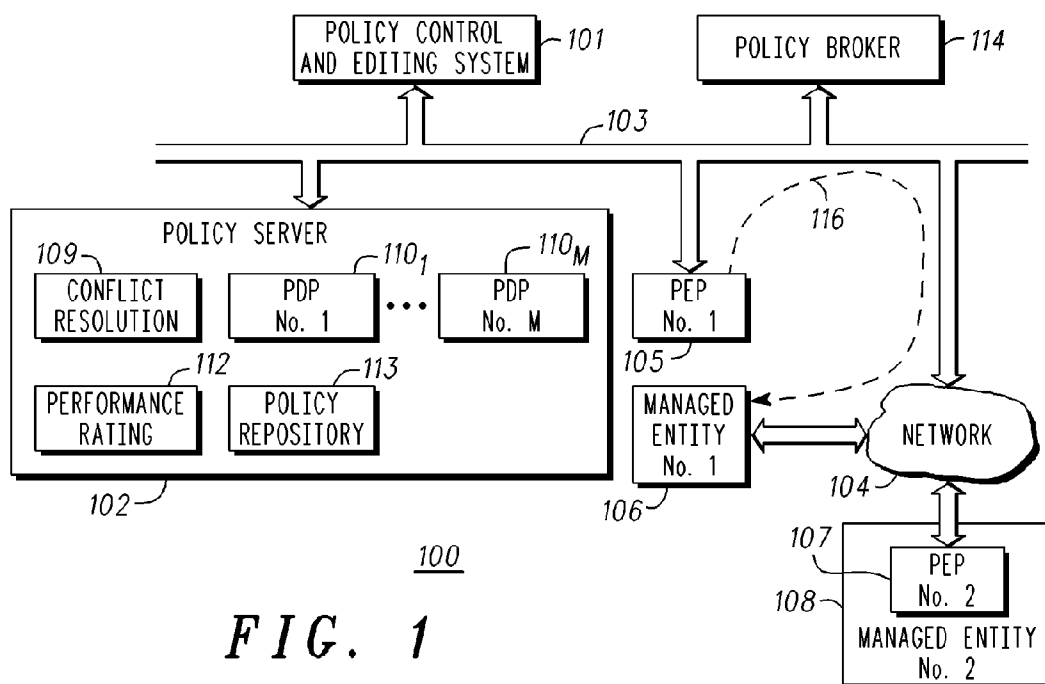 POLICY CONTROL
AND EDITING SYSTEM
101
POLICY BROKER
114
103
116
POLICY SERVER
109
CONFLICT
RESOLUTION
110₁
PDP
No. 1
•••
110M
PDP
No. M
112
PERFORMANCE
RATING
113
POLICY
REPOSITORY
102
PEP
No. 1
105
MANAGED
ENTITY
No. 1
106
NETWORK
104
107
PEP
No. 2
108
MANAGED ENTITY
No. 2
100
FIG. 1